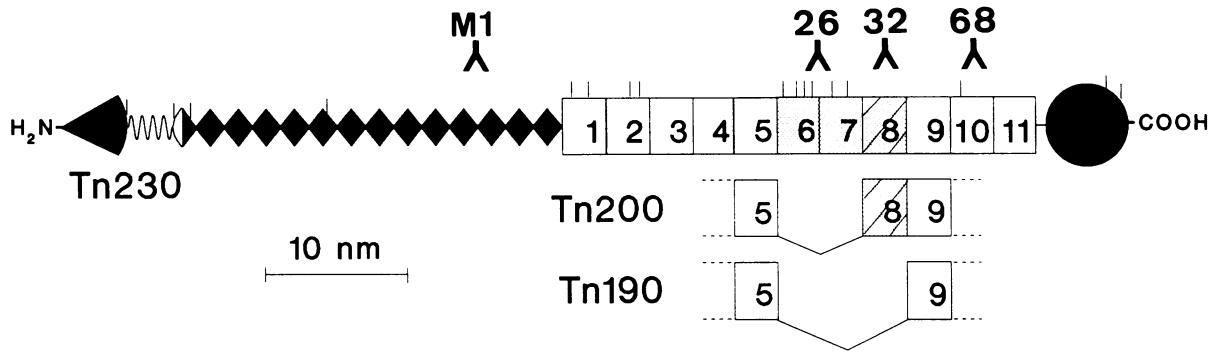 M1 26 32 68
H₂N 1 2 3 4 5 6 7 8 9 10 11 COOH
Tn230
Tn200 5 8 9
10 nm
Tn190 5 9